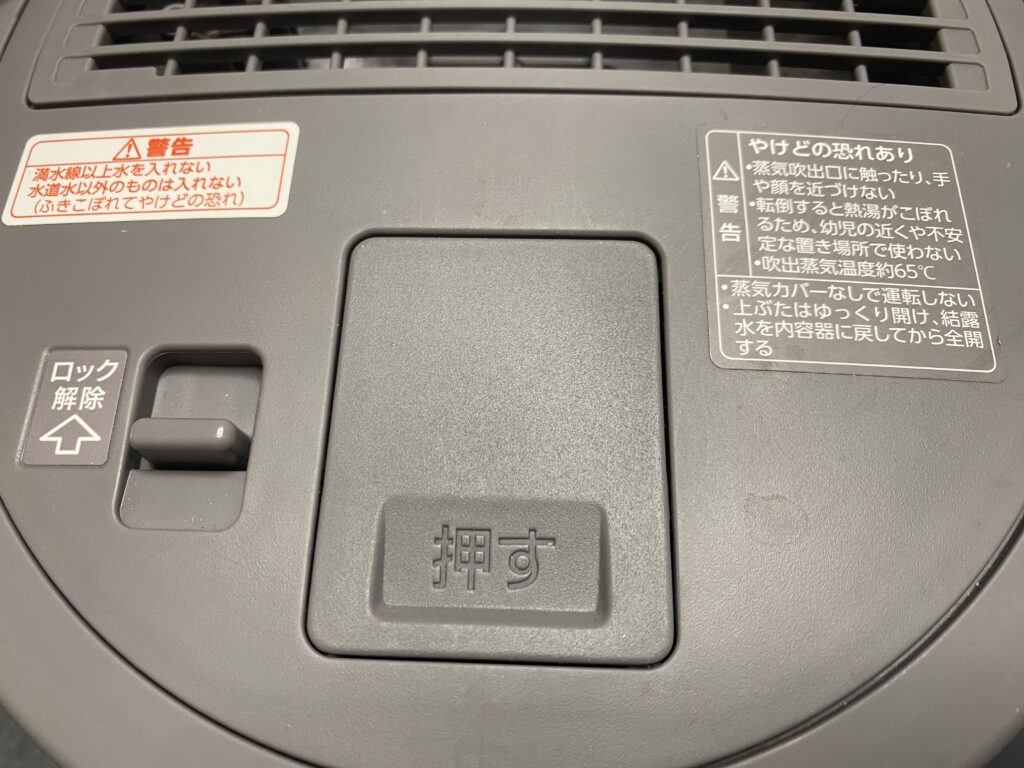 警告
満水線以上水を入れない
水道水以外のものは入れない
(ふきこぼれてやけどの恐れ)
警告
やけどの恐れあり
•蒸気吹出口に触ったり、手
や顔を近づけない
•転倒すると熱湯がこぼれ
るため、幼児の近くや不安
定な置き場所で使わない
•吹出蒸気温度約65℃
•蒸気カバーなしで運転しない
•上ぶたはゆっくり開け、結露
水を内容器に戻してから全開
する
ロック
解除
押す